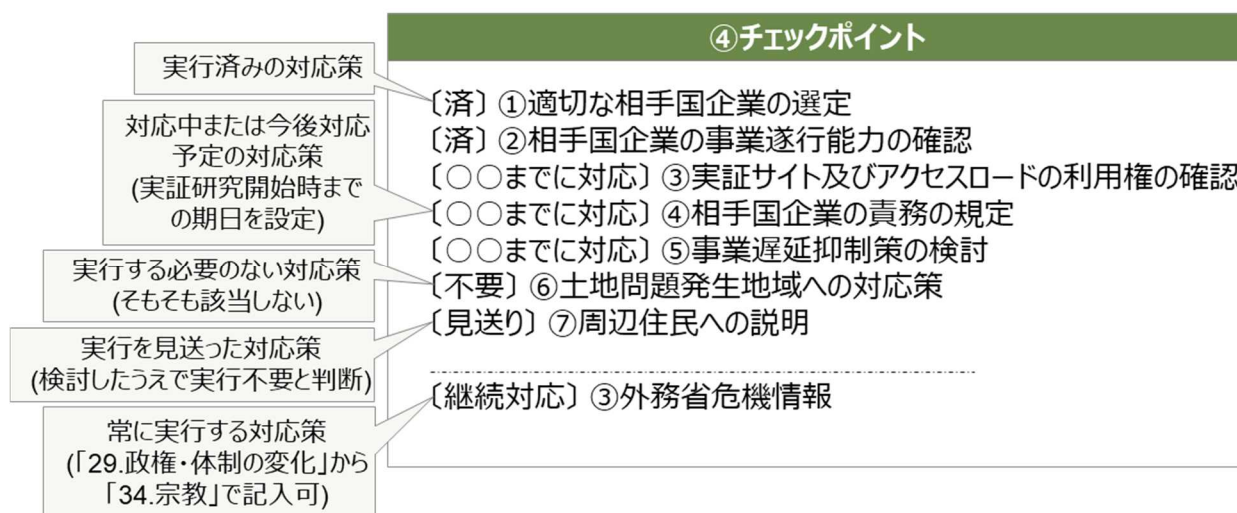 ④チェックポイント
実行済みの対応策
対応中または今後対応
予定の対応策
(実証研究開始時まで
の期日を設定)
実行する必要のない対応策
(そもそも該当しない)
実行を見送った対応策
(検討したうえで実行不要と判断)
常に実行する対応策
(「29.政権・体制の変化」から
「34.宗教」で記入可)
〔済〕①適切な相手国企業の選定
〔済〕②相手国企業の事業遂行能力の確認
〔○○までに対応〕③実証サイト及びアクセスロードの利用権の確認
〔○○までに対応〕④相手国企業の責務の規定
〔○○までに対応〕⑤事業遅延抑制策の検討
〔不要〕⑥土地問題発生地域への対応策
〔見送り〕⑦周辺住民への説明
〔継続対応〕③外務省危機情報